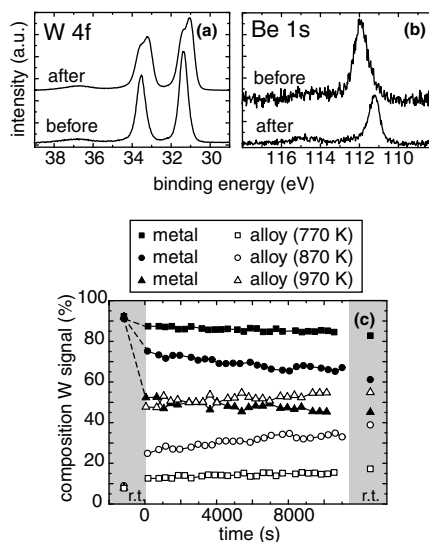 W 4f (a)
after
before
intensity (a.u.)
38 36 34 32 30
Be 1s (b)
before
after
116 114 112 110
binding energy (eV)
metal alloy (770 K)
metal alloy (870 K)
metal alloy (970 K)
100
80
60
40
20
0
composition W signal (%)
(c)
r.t. r.t.
0 4000 8000
time (s)